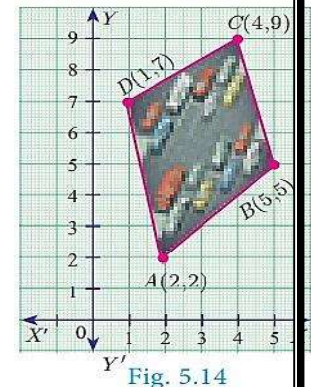 Y
C(4,9)
9
D(1,7)
8
7
6
5
B(5,5)
4
3
2
A(2,2)
1
X' 0 1 2 3 4 5
Y'
Fig. 5.14